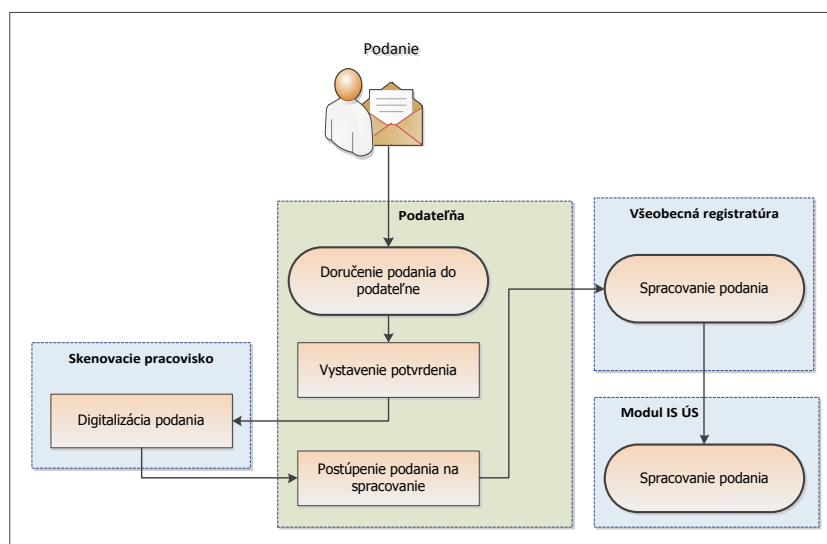 Podanie
Podateľňa
Doručenie podania do
podateľne
Vystavenie potvrdenia
Skenovacie pracovisko
Digitalizácia podania
Postúpenie podania na
spracovanie
Všeobecná registratúra
Spracovanie podania
Modul IS ÚS
Spracovanie podania